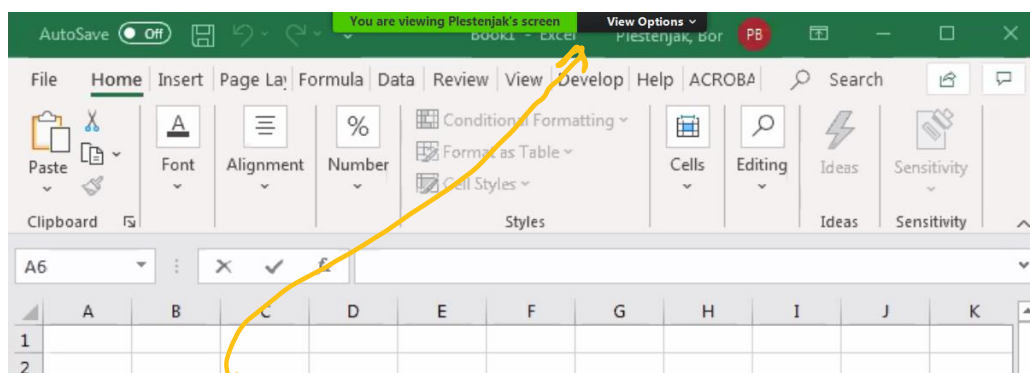 You are viewing Plestenjak's screen View Options
AutoSave Off Book1 - Excel Plestenjak, Bor PB
File Home Insert Page La Formula Data Review View Develop Help ACROBA Search
Paste Font Alignment Number Conditional Formatting Cells Editing Ideas Sensitivity
Format as Table
Cell Styles
Clipboard Styles Ideas Sensitivity
A6 fx
A B C D E F G H I J K
1
2